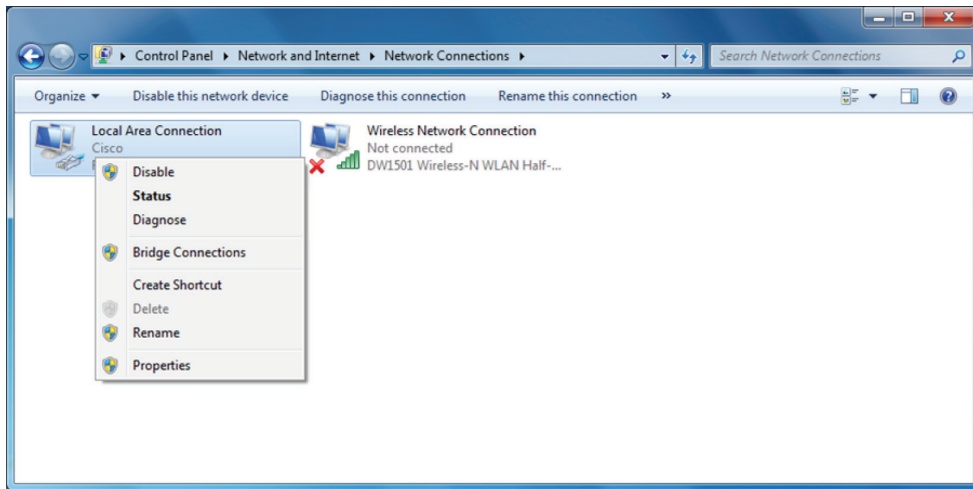 Control Panel ▸ Network and Internet ▸ Network Connections ▸
Search Network Connections
Organize ▾ Disable this network device Diagnose this connection Rename this connection »
Local Area Connection
Cisco
Wireless Network Connection
Not connected
DW1501 Wireless-N WLAN Half-...
Disable
Status
Diagnose
Bridge Connections
Create Shortcut
Delete
Rename
Properties